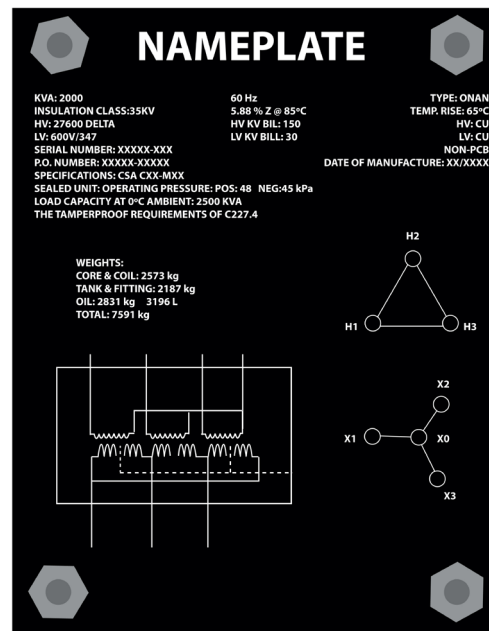 NAMEPLATE
KVA: 2000 60 Hz TYPE: ONAN
INSULATION CLASS:35KV 5.88 % Z @ 85ºC TEMP. RISE: 65ºC
HV: 27600 DELTA HV KV BIL: 150 HV: CU
LV: 600V/347 LV KV BILL: 30 LV: CU
SERIAL NUMBER: XXXXX-XXX NON-PCB
P.O. NUMBER: XXXXX-XXXXX DATE OF MANUFACTURE: XX/XXXX
SPECIFICATIONS: CSA CXX-MXX
SEALED UNIT: OPERATING PRESSURE: POS: 48 NEG:45 kPa
LOAD CAPACITY AT 0ºC AMBIENT: 2500 KVA
THE TAMPERPROOF REQUIREMENTS OF C227.4
WEIGHTS:
CORE & COIL: 2573 kg
TANK & FITTING: 2187 kg
OIL: 2831 kg 3196 L
TOTAL: 7591 kg
H2
H1 H3
X2
X1 X0
X3